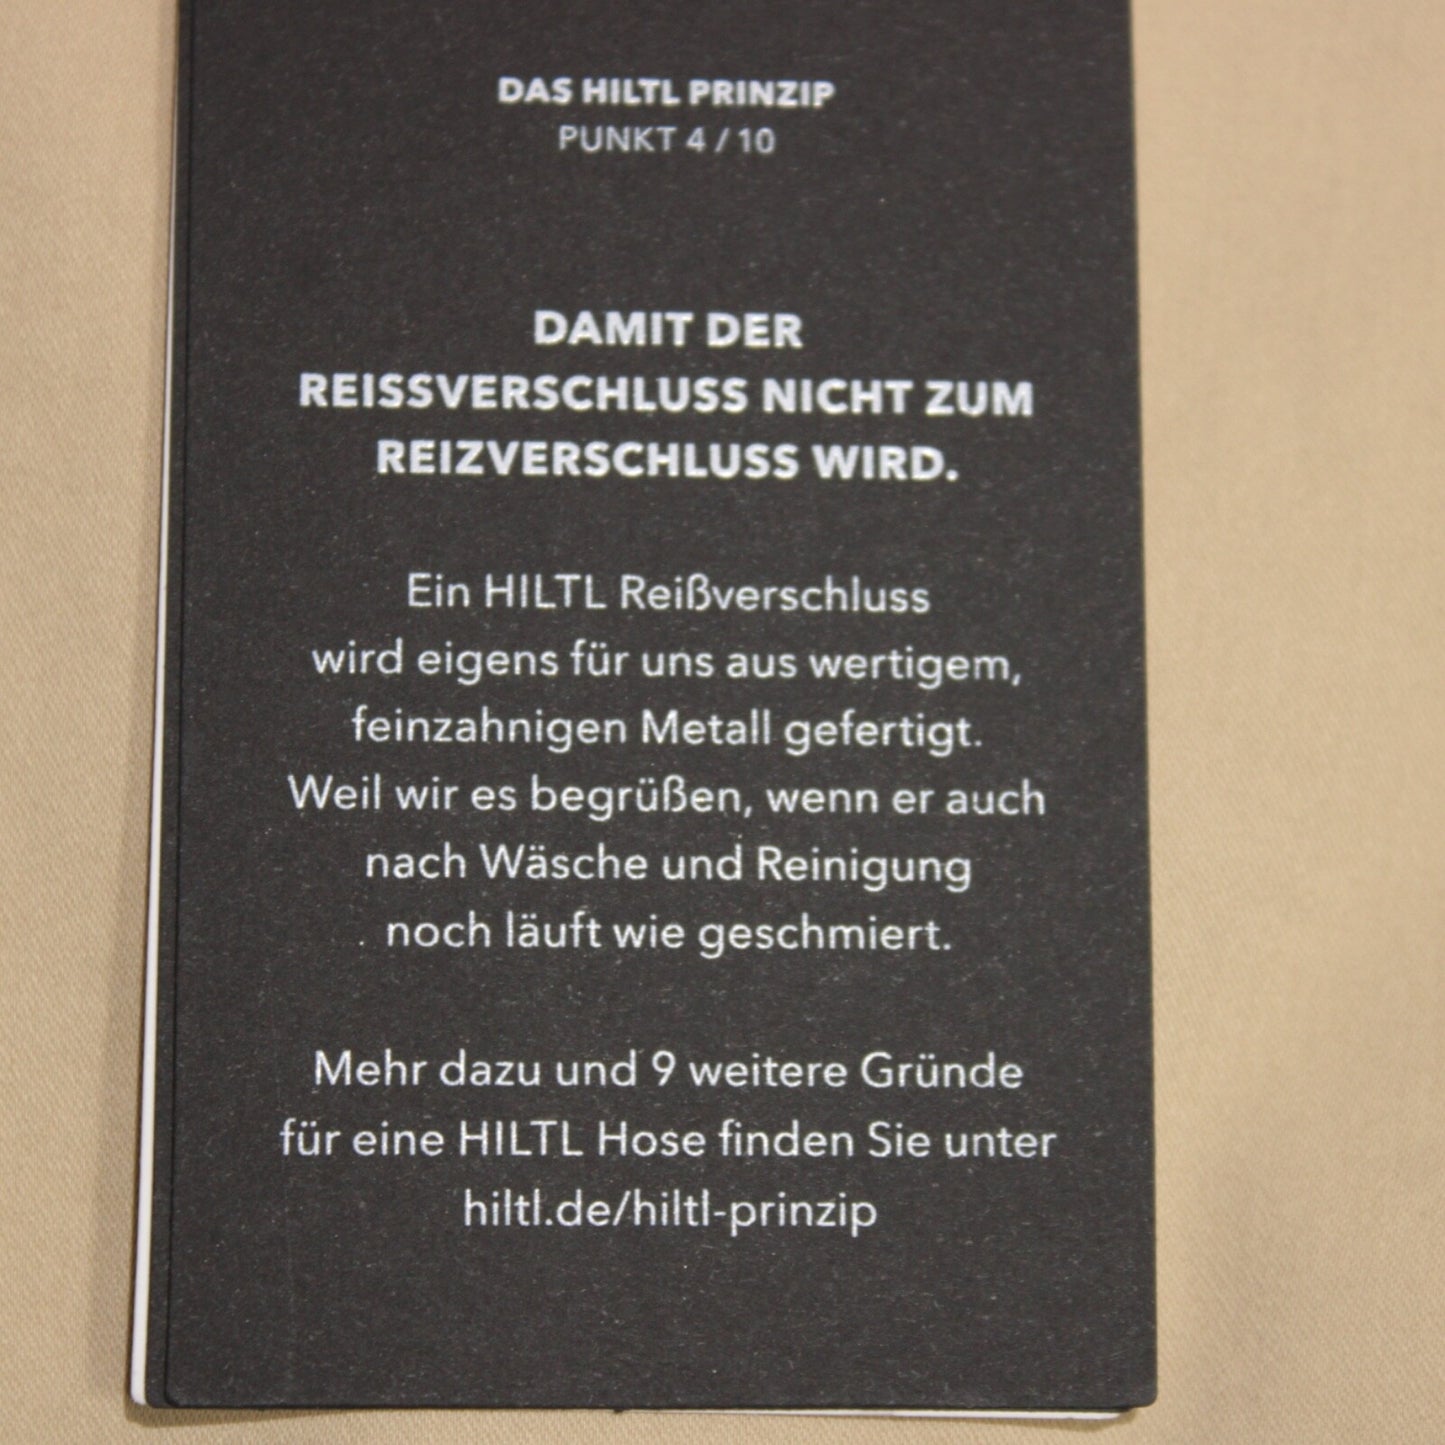 DAS HILTL PRINZIP
PUNKT 4 / 10
DAMIT DER
REISSVERSCHLUSS NICHT ZUM
REIZVERSCHLUSS WIRD.
Ein HILTL Reißverschluss
wird eigens für uns aus wertigem,
feinzahnigen Metall gefertigt.
Weil wir es begrüßen, wenn er auch
nach Wäsche und Reinigung
noch läuft wie geschmiert.
Mehr dazu und 9 weitere Gründe
für eine HILTL Hose finden Sie unter
hiltl.de/hiltl-prinzip